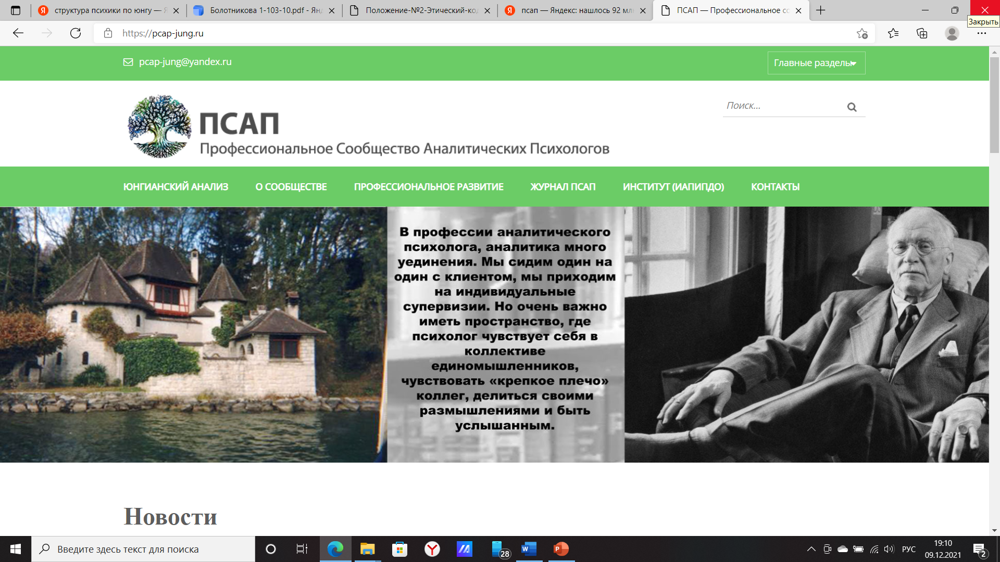 структура психики по юнгу — Я
Болотникова 1-103-10.pdf - Янд
Положение-№2-Этический-код
псап — Яндекс: нашлось 92 мл
ПСАП — Профессиональное со
Закрыть
https://pcap-jung.ru
pcap-jung@yandex.ru
Главные разделы
ПСАП
Профессиональное Сообщество Аналитических Психологов
Поиск...
ЮНГИАНСКИЙ АНАЛИЗ
О СООБЩЕСТВЕ
ПРОФЕССИОНАЛЬНОЕ РАЗВИТИЕ
ЖУРНАЛ ПСАП
ИНСТИТУТ (ИАПИПДО)
КОНТАКТЫ
В профессии аналитического
психолога, аналитика много
уединения. Мы сидим один на
один с клиентом, мы приходим
на индивидуальные
супервизии. Но очень важно
иметь пространство, где
психолог чувствует себя в
коллективе
единомышленников,
чувствовать «крепкое плечо»
коллег, делиться своими
размышлениями и быть
услышанным.
Новости
Введите здесь текст для поиска
28
РУС
19:10
09.12.2021
2